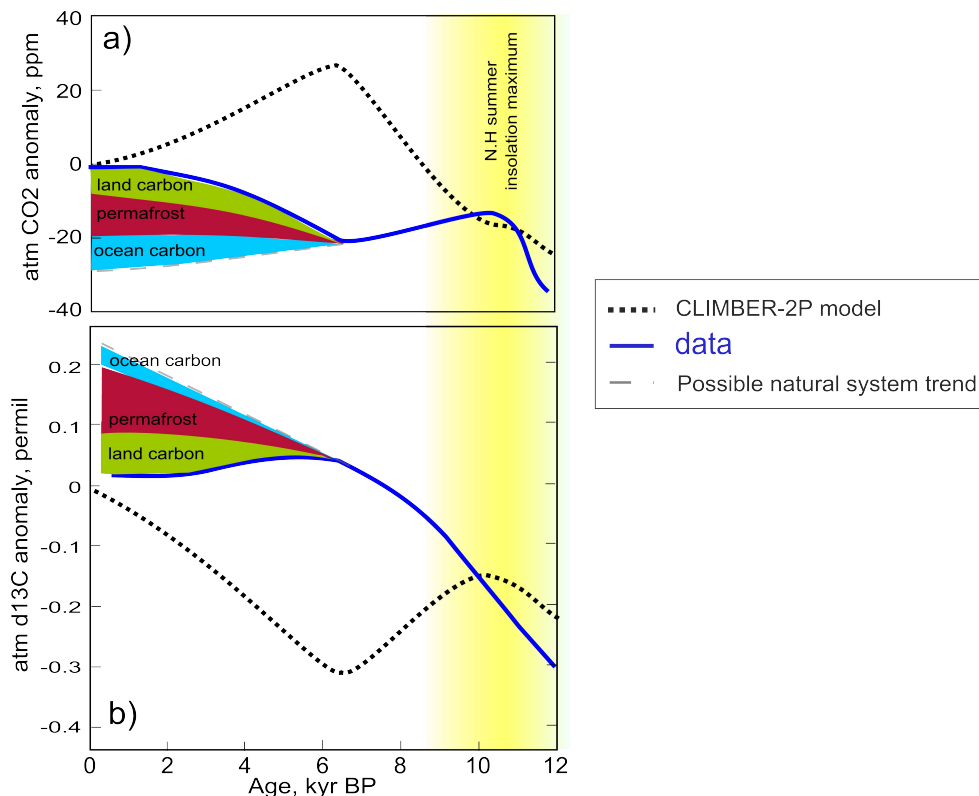 a)
atm CO2 anomaly, ppm
40
20
0
-20
-40
N.H summer
insolation maximum
land carbon
permafrost
ocean carbon
b)
atm d13C anomaly, permil
0.2
0.1
0
-0.1
-0.2
-0.3
-0.4
ocean carbon
permafrost
land carbon
0 2 4 6 8 10 12
Age, kyr BP
CLIMBER-2P model
data
Possible natural system trend